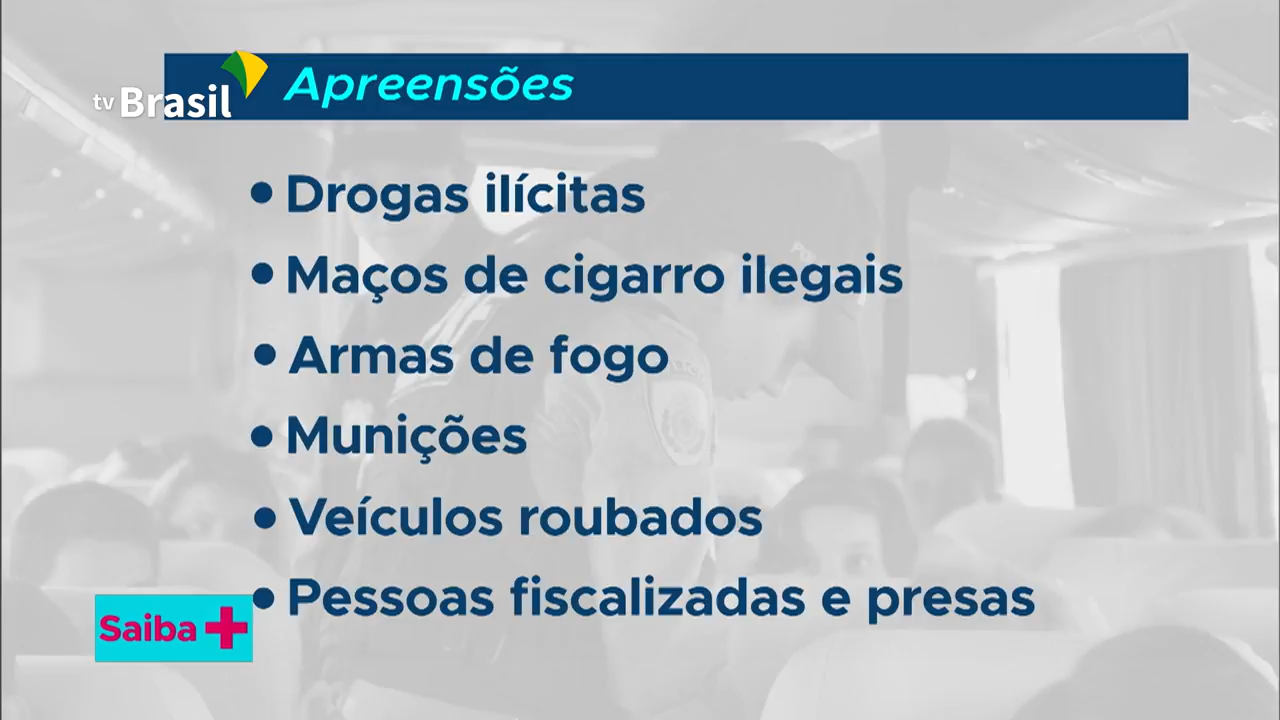 tv Brasil
Apreensões
• Drogas ilícitas
• Maços de cigarro ilegais
• Armas de fogo
• Munições
• Veículos roubados
• Pessoas fiscalizadas e presas
Saiba +